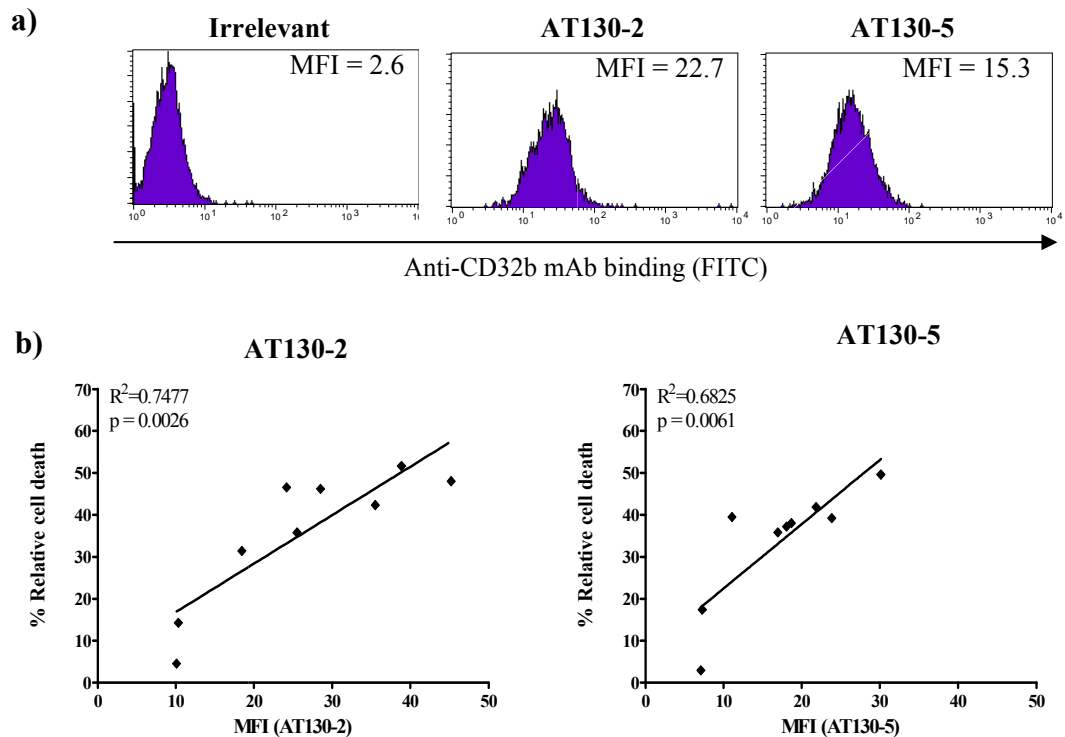 a)
Irrelevant AT130-2 AT130-5
MFI = 2.6 MFI = 22.7 MFI = 15.3
10^0 10^1 10^2 10^3 10^0 10^1 10^2 10^3 10^4 10^0 10^1 10^2 10^3 10^4
Anti-CD32b mAb binding (FITC)
b)
AT130-2
R^2=0.7477
p = 0.0026
% Relative cell death
70
60
50
40
30
20
10
0
0 10 20 30 40 50
MFI (AT130-2)
AT130-5
R^2=0.6825
p = 0.0061
% Relative cell death
70
60
50
40
30
20
10
0
0 10 20 30 40 50
MFI (AT130-5)